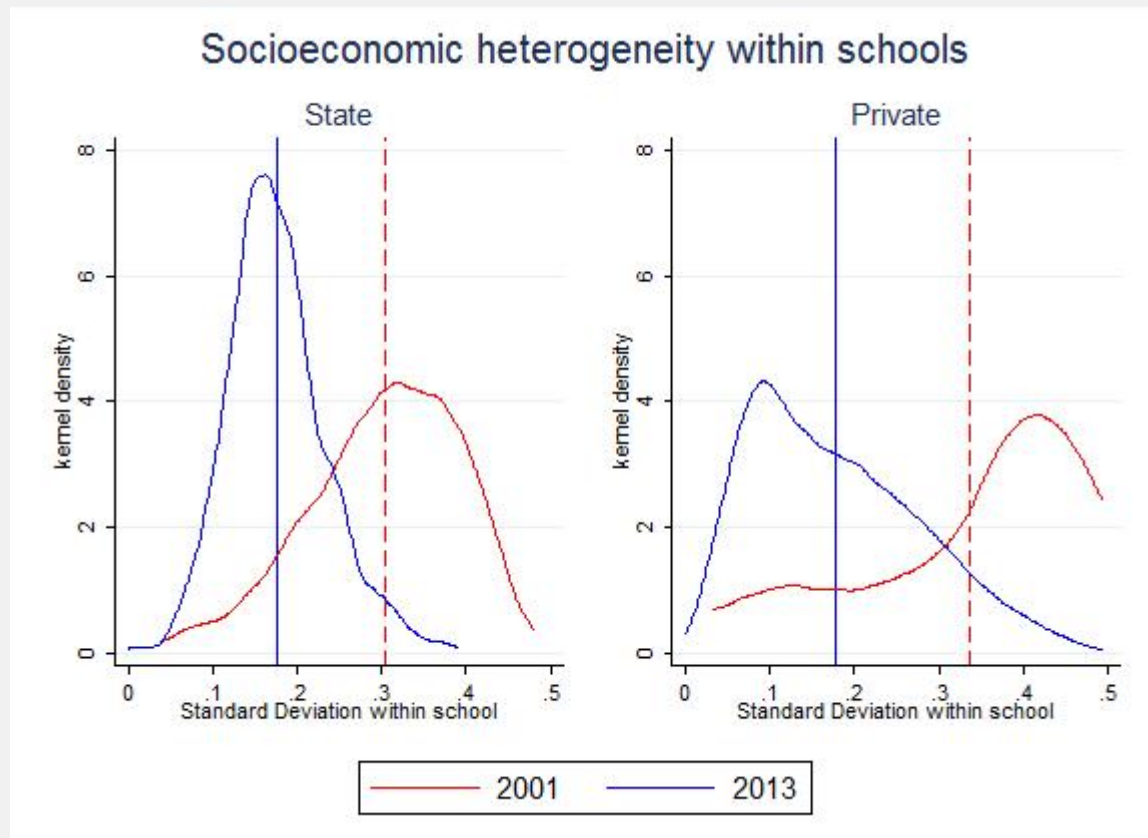 Socioeconomic heterogeneity within schools
State
8
6
4
2
0
kernel density
0 .1 .2 .3 .4 .5
Standard Deviation within school
Private
8
6
4
2
0
kernel density
0 .1 .2 .3 .4 .5
Standard Deviation within school
2001 2013